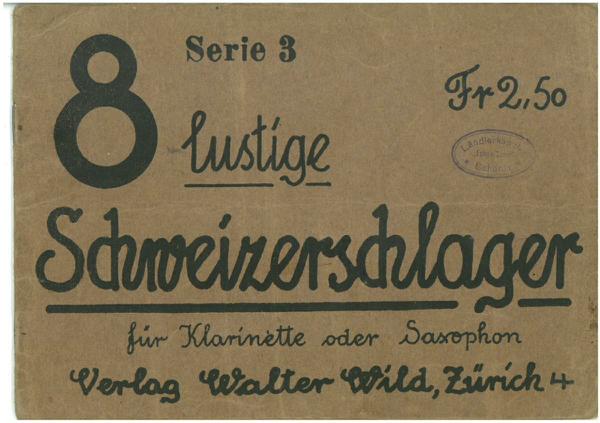 Serie 3
8 lustige
Fr 2,50
Schweizerschlager
für Klarinette oder Saxophon
Verlag Walter Wild, Zürich 4